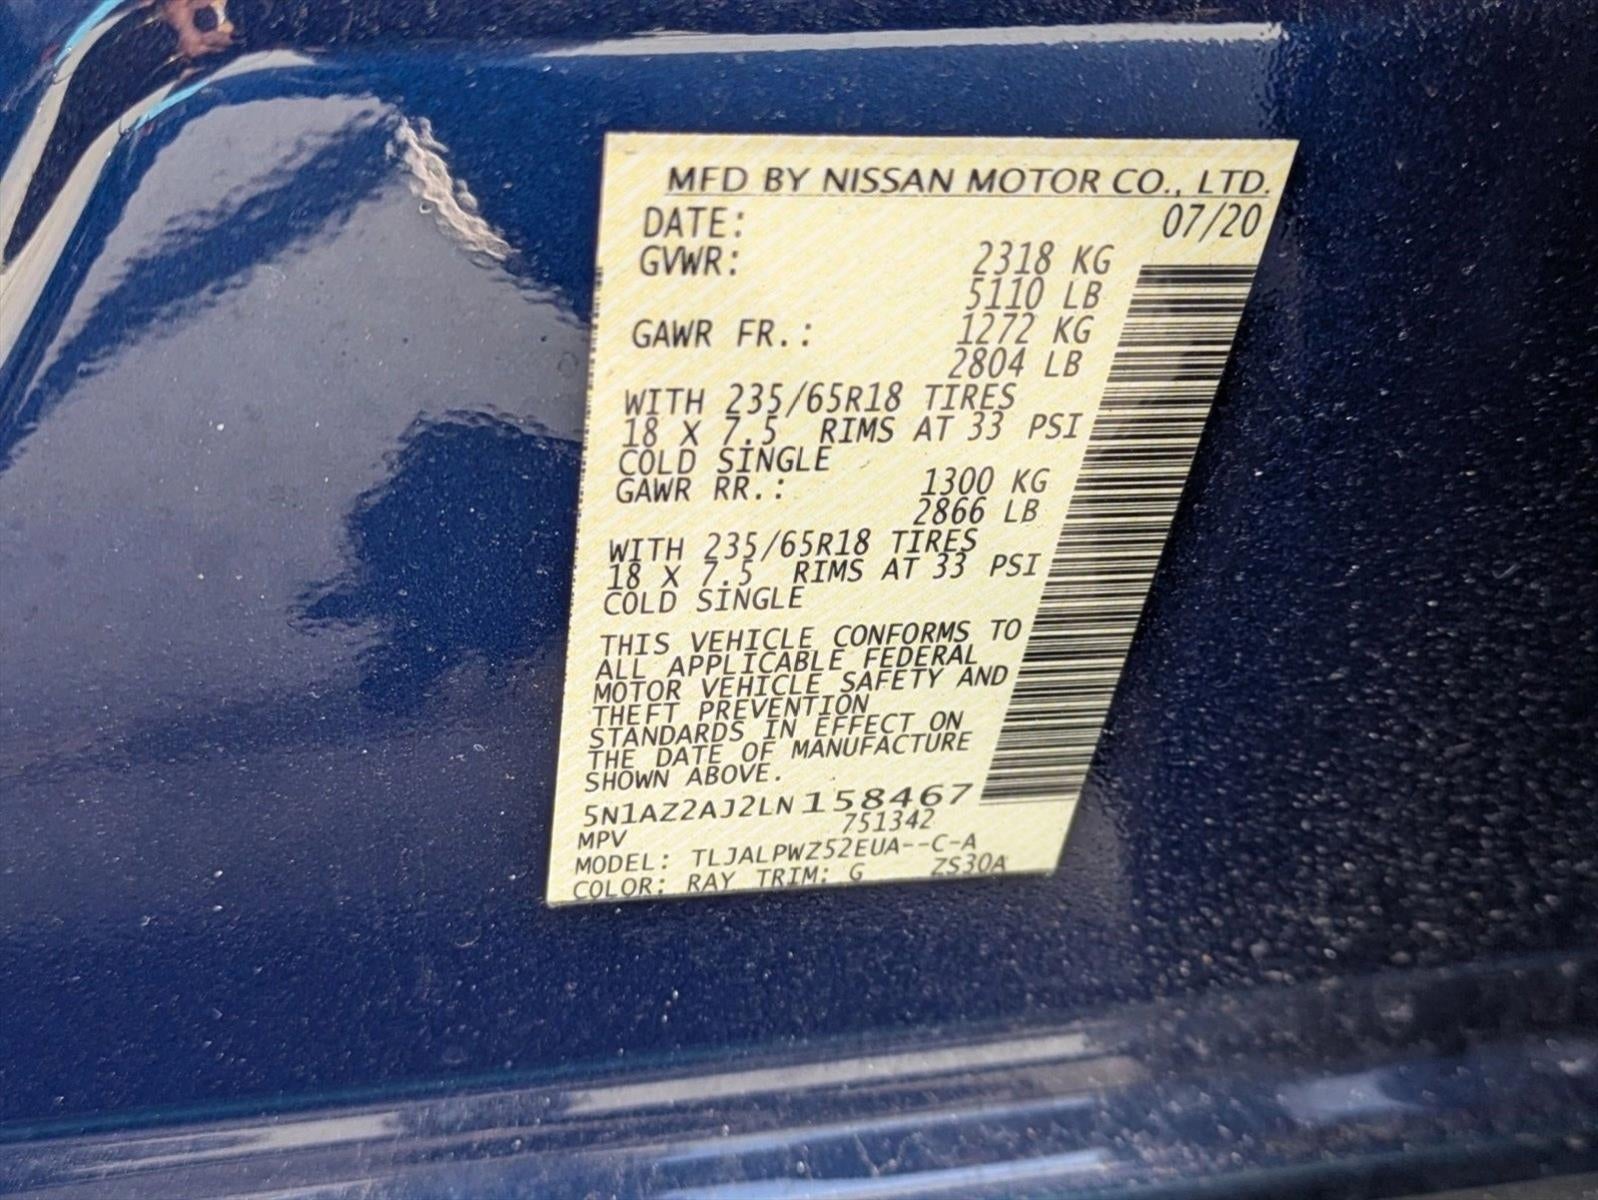 MFD BY NISSAN MOTOR CO., LTD.
DATE: 07/20
GVWR: 2318 KG
5110 LB
GAWR FR.: 1272 KG
2804 LB
WITH 235/65R18 TIRES
18 X 7.5 RIMS AT 33 PSI
COLD SINGLE
GAWR RR.: 1300 KG
2866 LB
WITH 235/65R18 TIRES
18 X 7.5 RIMS AT 33 PSI
COLD SINGLE
THIS VEHICLE CONFORMS TO
ALL APPLICABLE FEDERAL
MOTOR VEHICLE SAFETY AND
THEFT PREVENTION
STANDARDS IN EFFECT ON
THE DATE OF MANUFACTURE
SHOWN ABOVE.
5N1AZ2AJ2LN158467
MPV 751342
MODEL: TLJALPWZ52EUA--C-A
COLOR: RAY TRIM: G ZS30A